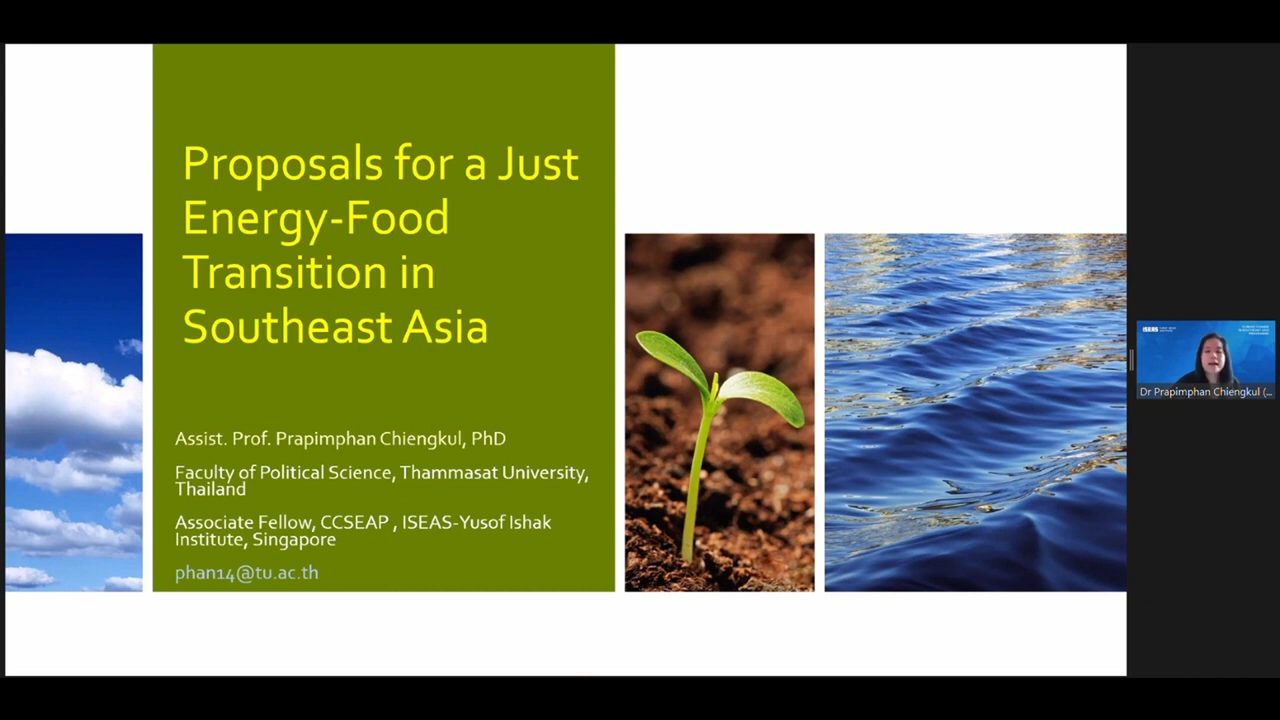 Proposals for a Just
Energy-Food
Transition in
Southeast Asia
Assist. Prof. Prapimphan Chiengkul, PhD
Faculty of Political Science, Thammasat University,
Thailand
Associate Fellow, CCSEAP , ISEAS-Yusof Ishak
Institute, Singapore
phan14@tu.ac.th
ISEAS
Dr Prapimphan Chiengkul (...